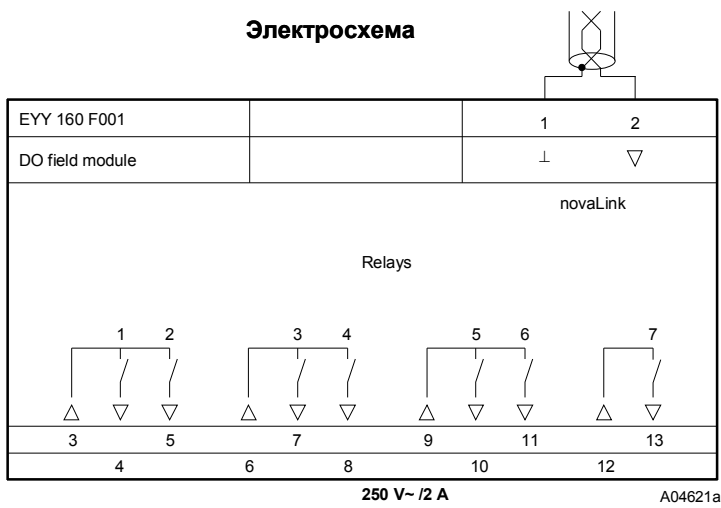 Электросхема
EYY 160 F001 1 2
DO field module ⊥ ▽
novaLink
Relays
1 2 3 4 5 6 7
3 5 7 9 11 13
4 6 8 10 12
250 V~ /2 A
A04621a